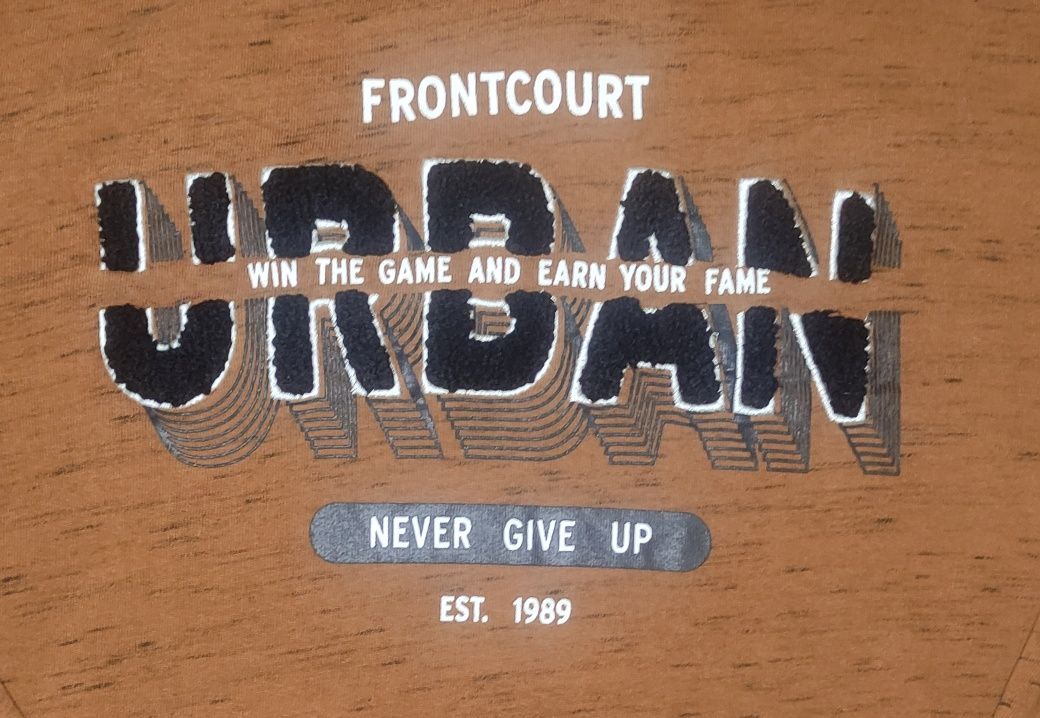 FRONTCOURT
URBAN
WIN THE GAME AND EARN YOUR FAME
NEVER GIVE UP
EST. 1989